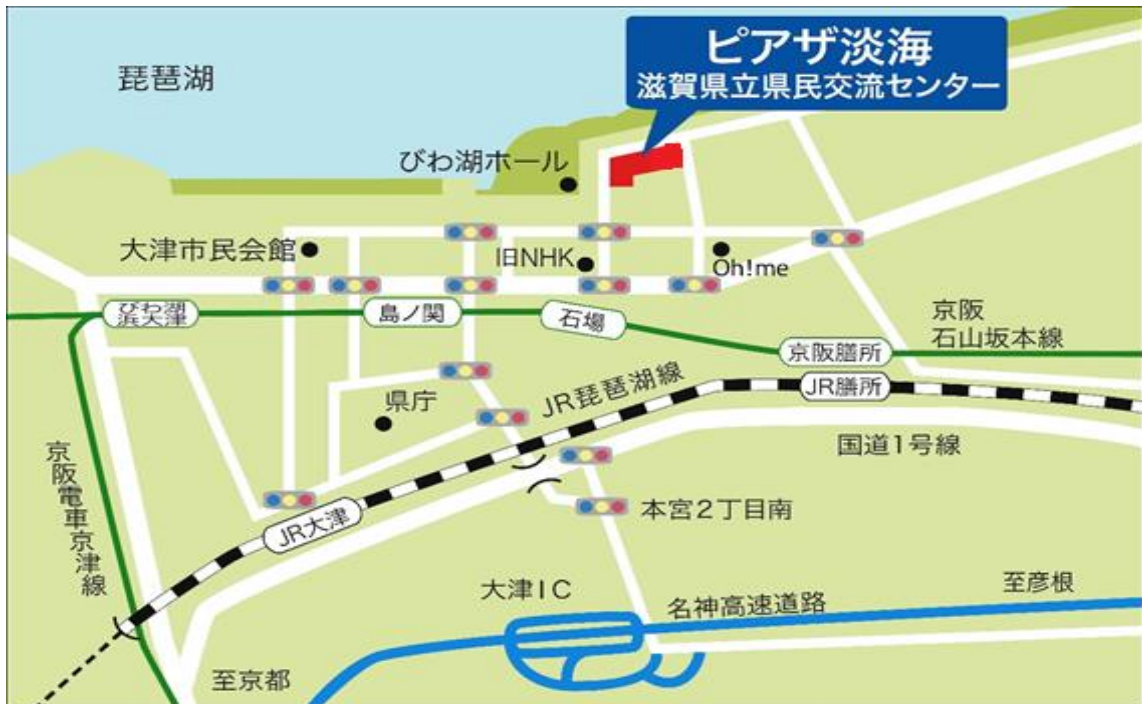 ピアザ淡海
滋賀県立県民交流センター
琵琶湖
びわ湖ホール
大津市民会館
旧NHK
Oh!me
びわ湖
浜大津
島ノ関
石場
京阪
石山坂本線
京阪膳所
JR膳所
JR琵琶湖線
県庁
国道1号線
京阪電車京津線
JR大津
本宮2丁目南
大津IC
名神高速道路
至彦根
至京都